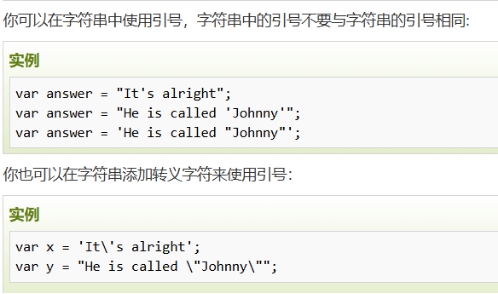 你可以在字符串中使用引号，字符串中的引号不要与字符串的引号相同:
实例
var answer = "It's alright";
var answer = "He is called 'Johnny'";
var answer = 'He is called "Johnny"';
你也可以在字符串添加转义字符来使用引号：
实例
var x = 'It\'s alright';
var y = "He is called \"Johnny\"";